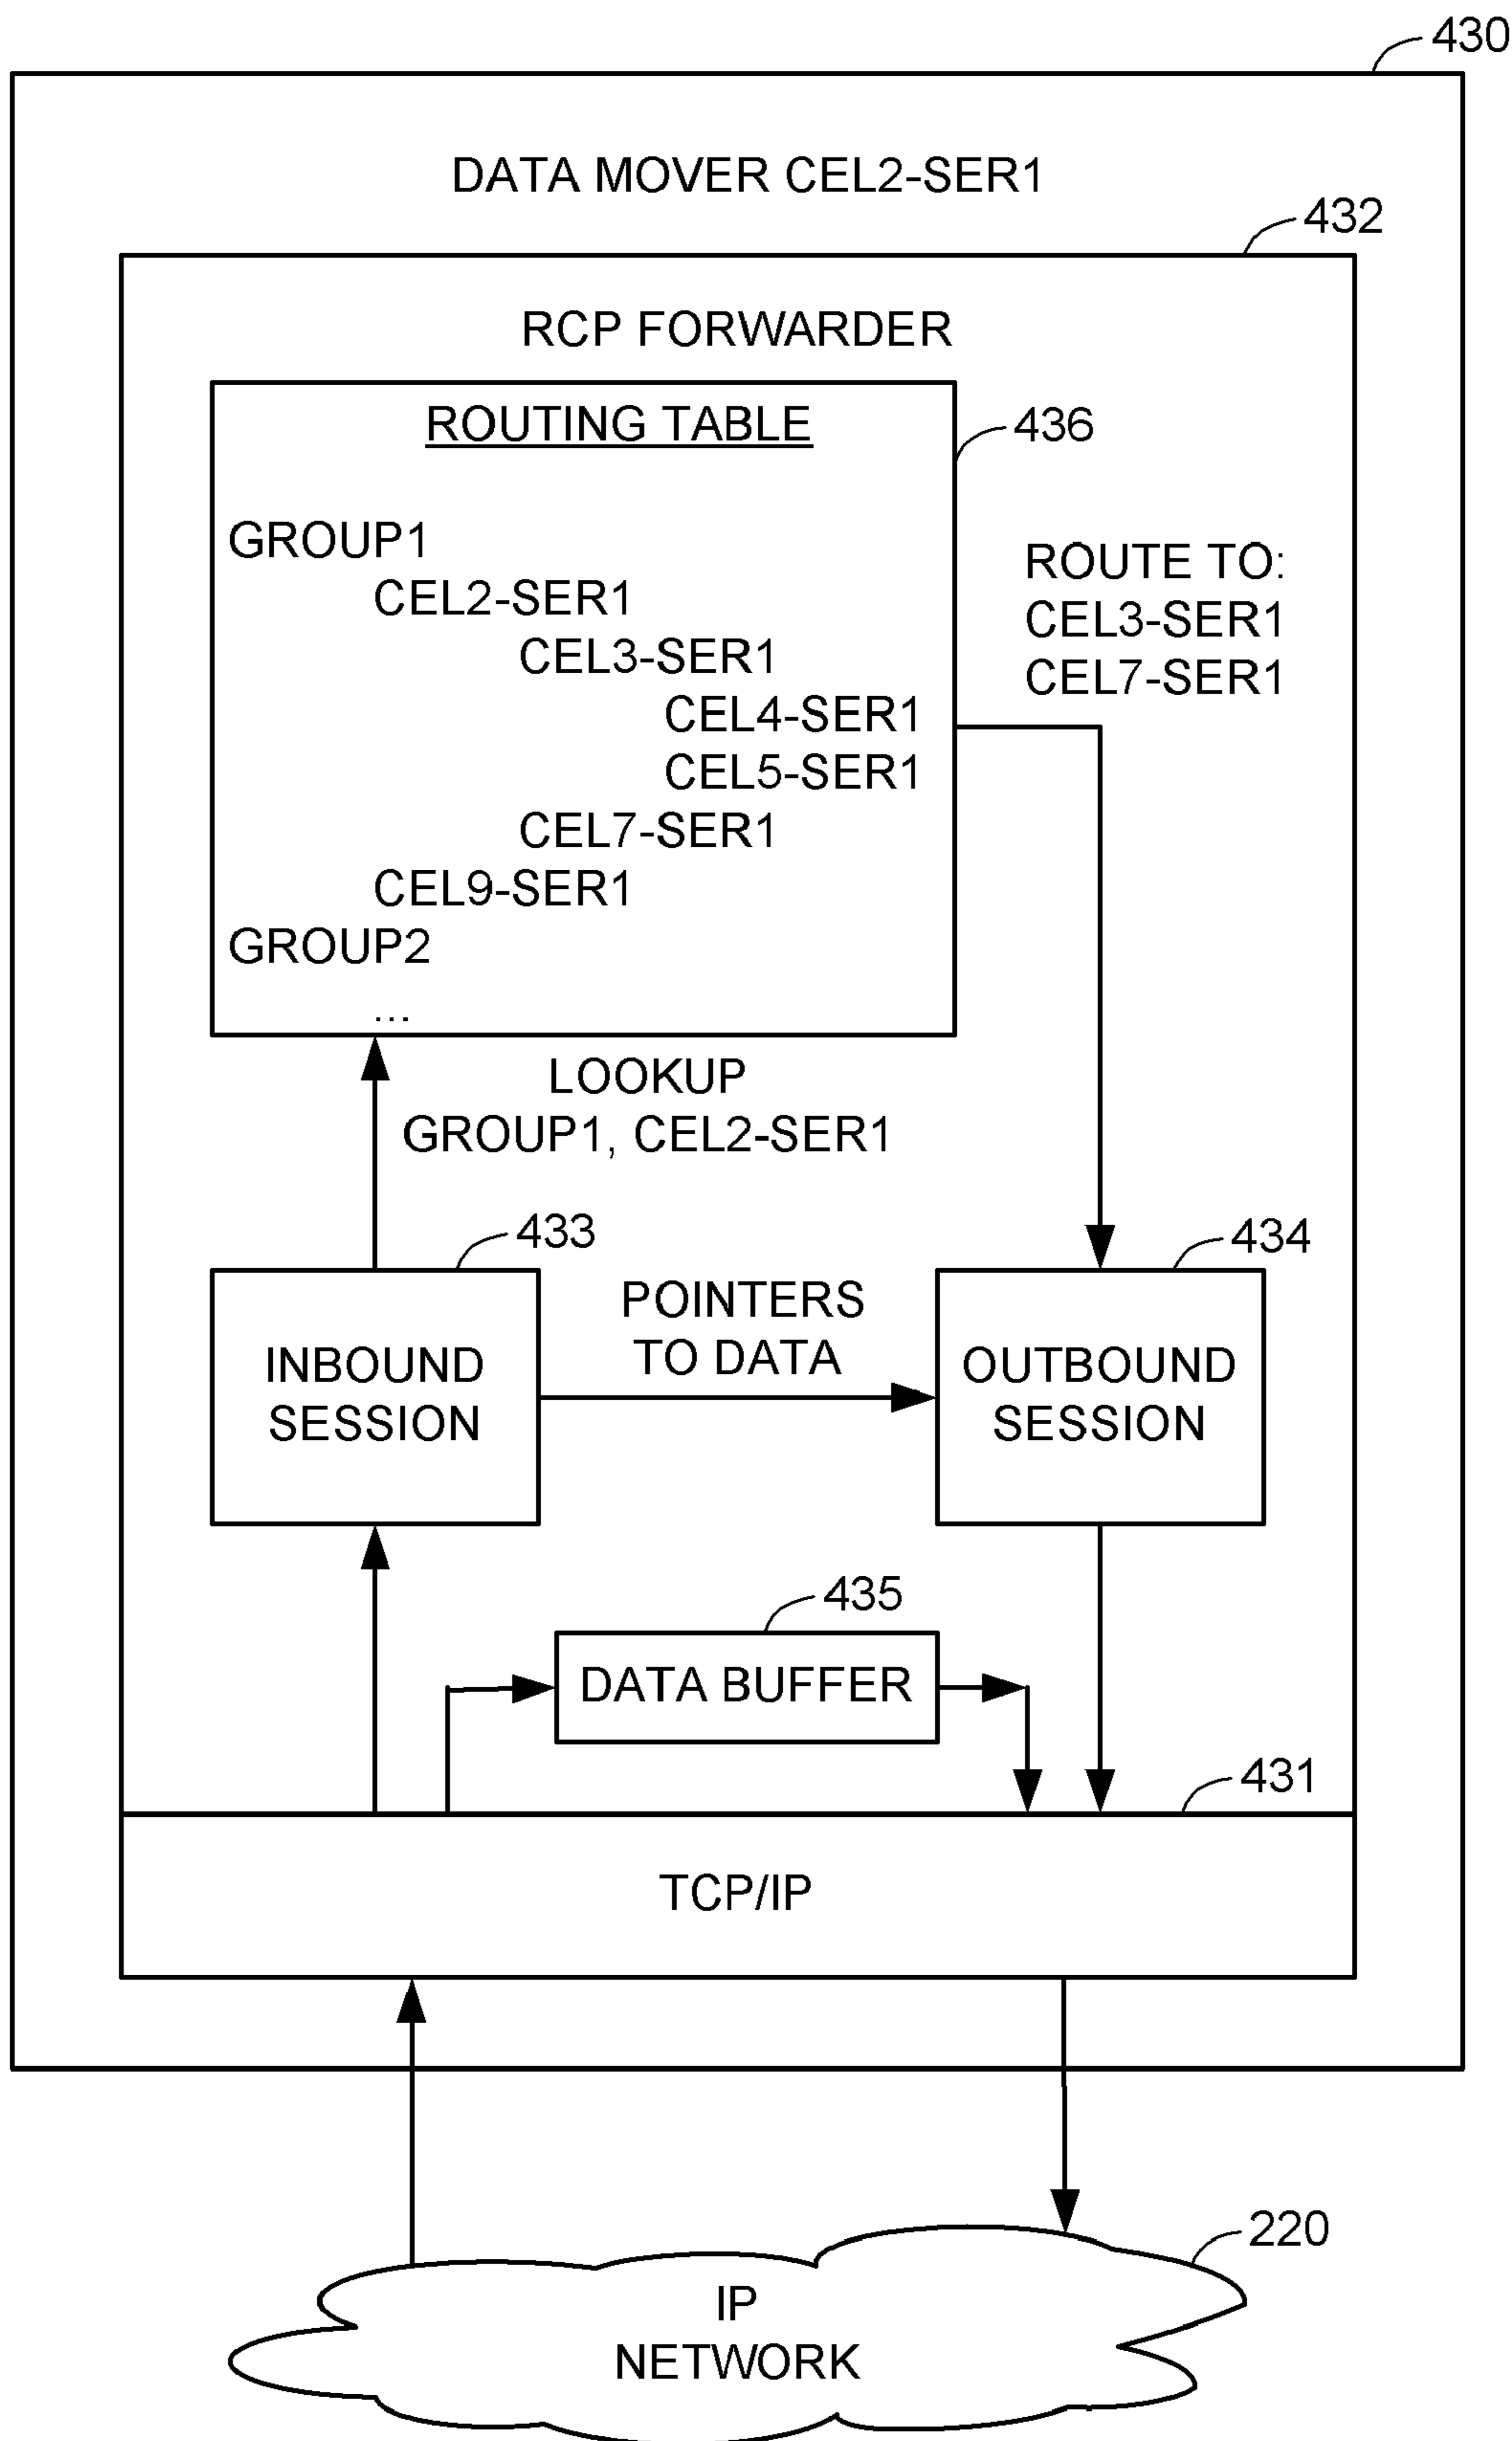 430
DATA MOVER CEL2-SER1
432
RCP FORWARDER
ROUTING TABLE
436
GROUP1
CEL2-SER1
CEL3-SER1
CEL4-SER1
CEL5-SER1
CEL7-SER1
CEL9-SER1
GROUP2
...
ROUTE TO:
CEL3-SER1
CEL7-SER1
LOOKUP
GROUP1, CEL2-SER1
433
434
INBOUND
SESSION
POINTERS
TO DATA
OUTBOUND
SESSION
435
DATA BUFFER
431
TCP/IP
220
IP
NETWORK